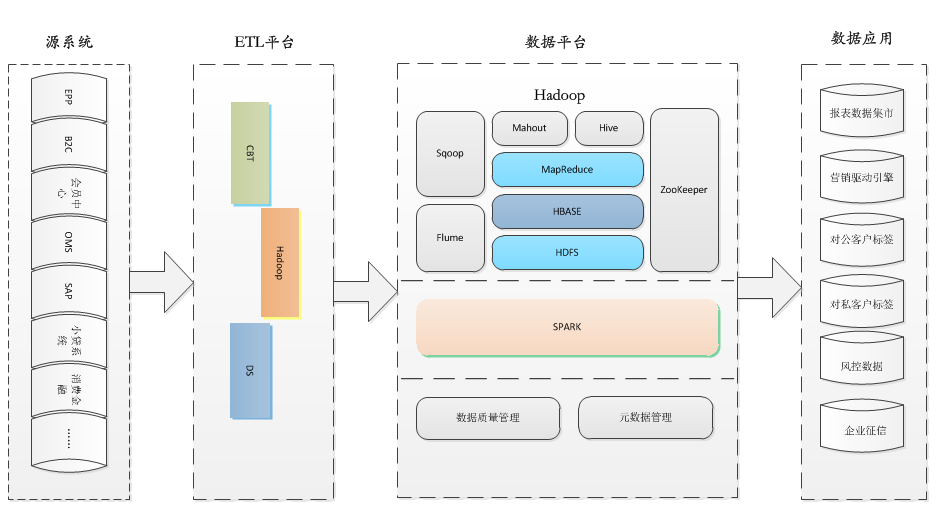 源系统
EPP
B2C
会员中
心
OMS
SAP
小贷系
统
消费金
融
……
ETL平台
CBT
Hadoop
DS
数据平台
Hadoop
Sqoop
Flume
Mahout
Hive
MapReduce
HBASE
HDFS
ZooKeeper
SPARK
数据质量管理
元数据管理
数据应用
报表数据集市
营销驱动引擎
对公客户标签
对私客户标签
风控数据
企业征信